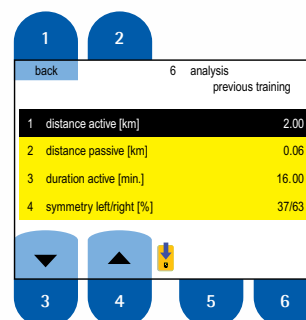 1 2
back 6 analysis
previous training
1 distance active [km] 2.00
2 distance passive [km] 0.06
3 duration active [min.] 16.00
4 symmetry left/right [%] 37/63
3 4 5 6